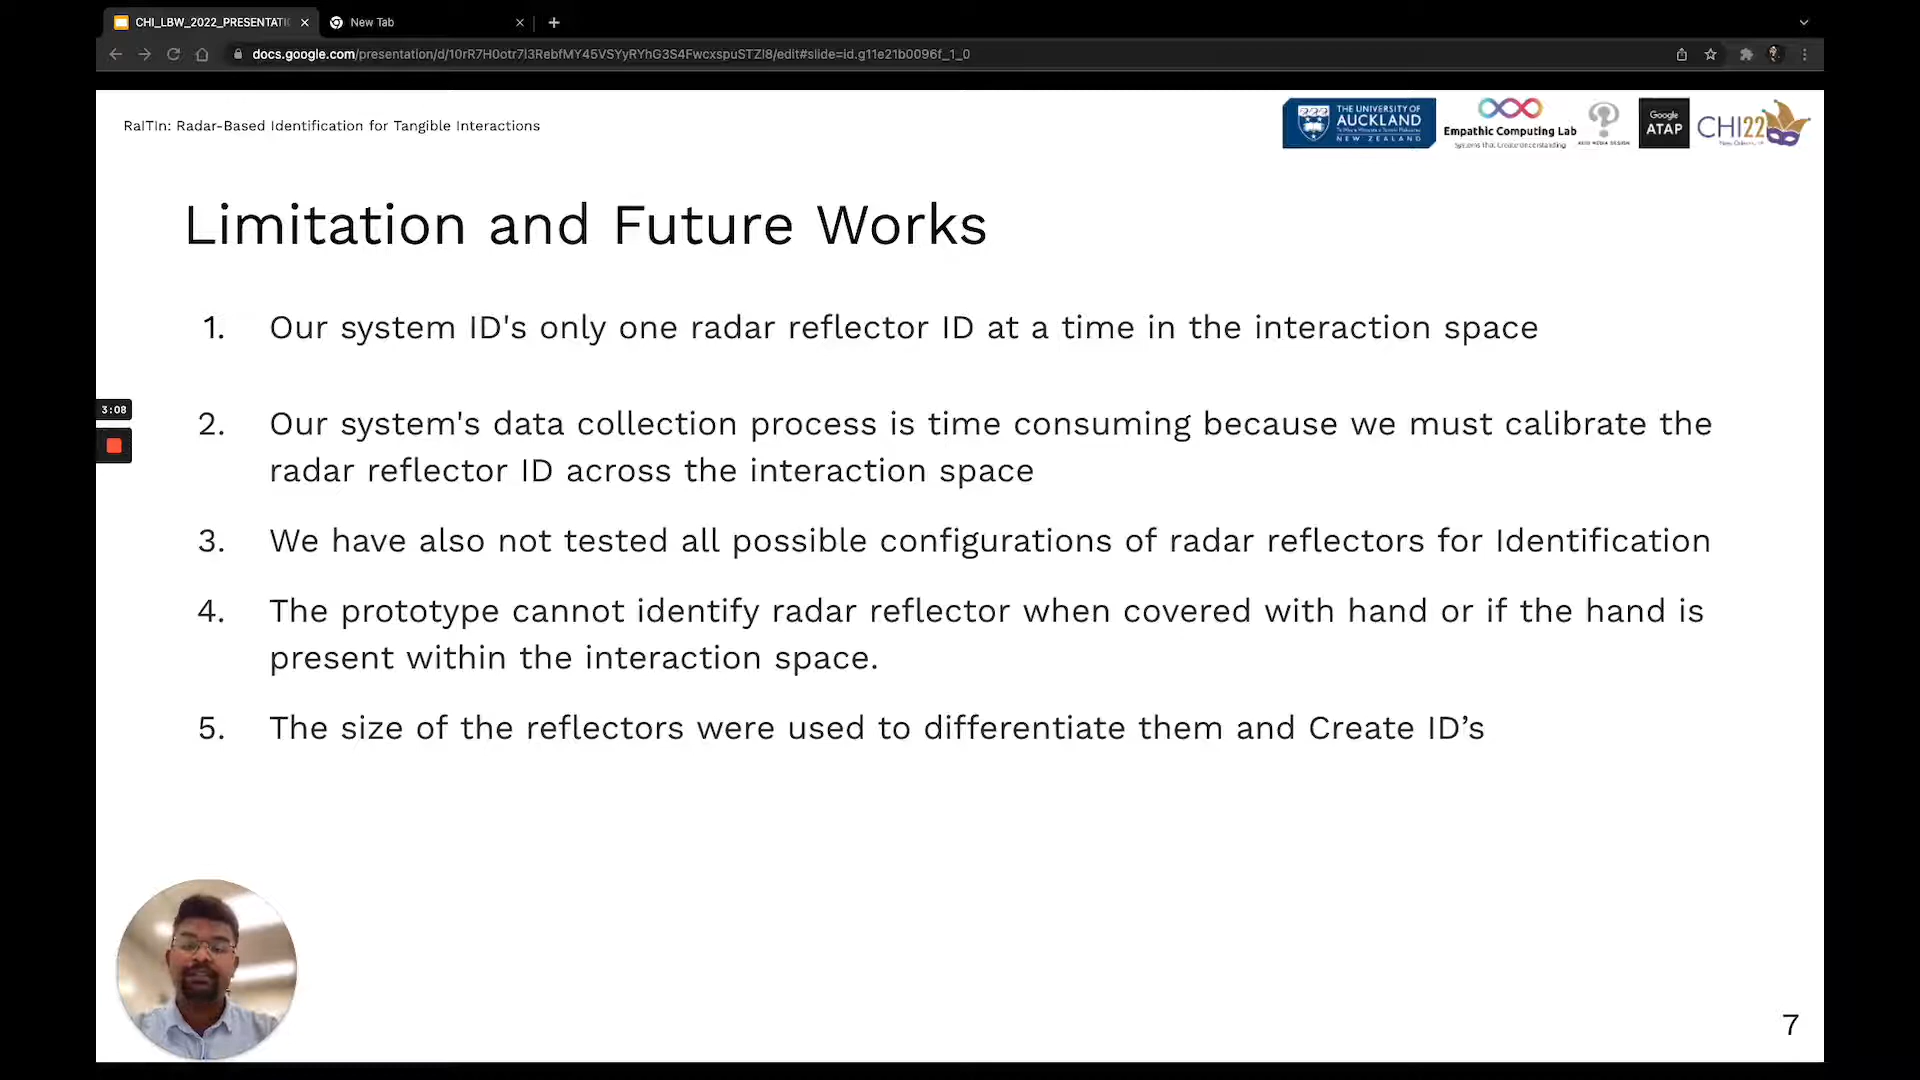 CHI_LBW_2022_PRESENTATI
New Tab
docs.google.com/presentation/d/10rR7H0otr7l3RebfMY45VSYyRYhG3S4FwcxspuSTZI8/edit#slide=id.g11e21b0096f_1_0
RaITIn: Radar-Based Identification for Tangible Interactions
THE UNIVERSITY OF
AUCKLAND
NEW ZEALAND
Empathic Computing Lab
Systems that Create Understanding
Google
ATAP
CHI22
Limitation and Future Works
1. Our system ID's only one radar reflector ID at a time in the interaction space
3:08
2. Our system's data collection process is time consuming because we must calibrate the
radar reflector ID across the interaction space
3. We have also not tested all possible configurations of radar reflectors for Identification
4. The prototype cannot identify radar reflector when covered with hand or if the hand is
present within the interaction space.
5. The size of the reflectors were used to differentiate them and Create ID’s
7